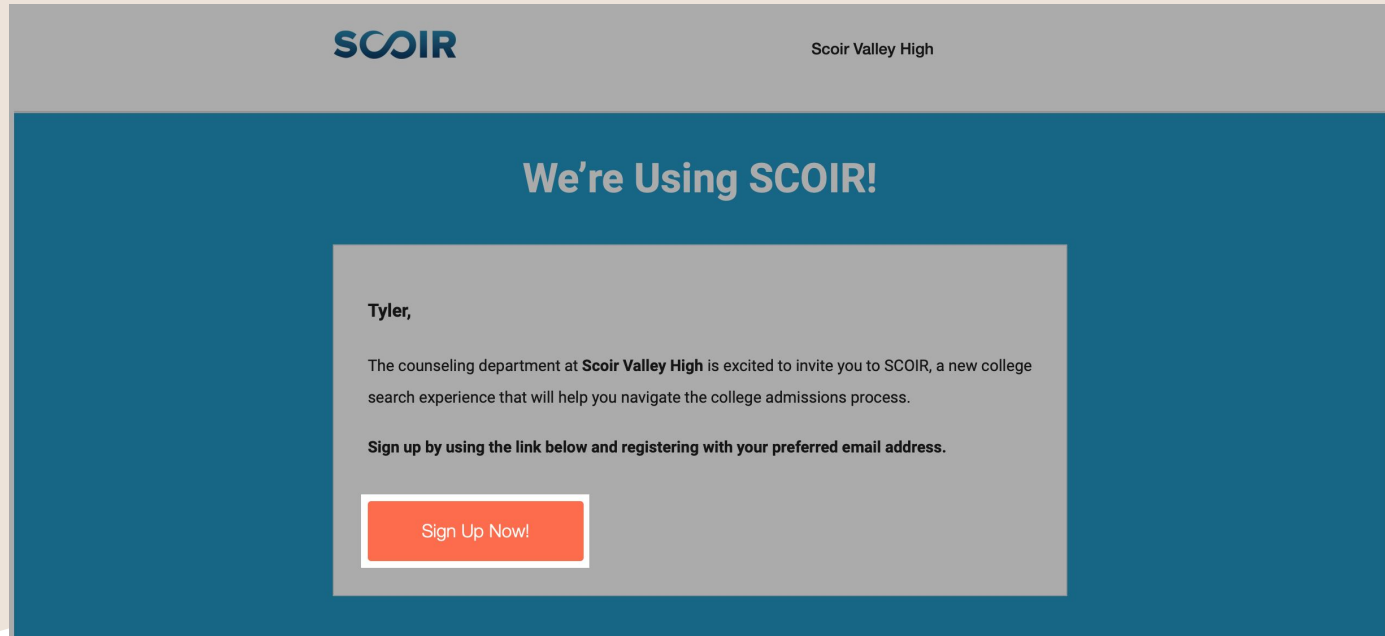 SCOIR
Scoir Valley High
We're Using SCOIR!
Tyler,
The counseling department at Scoir Valley High is excited to invite you to SCOIR, a new college
search experience that will help you navigate the college admissions process.
Sign up by using the link below and registering with your preferred email address.
Sign Up Now!